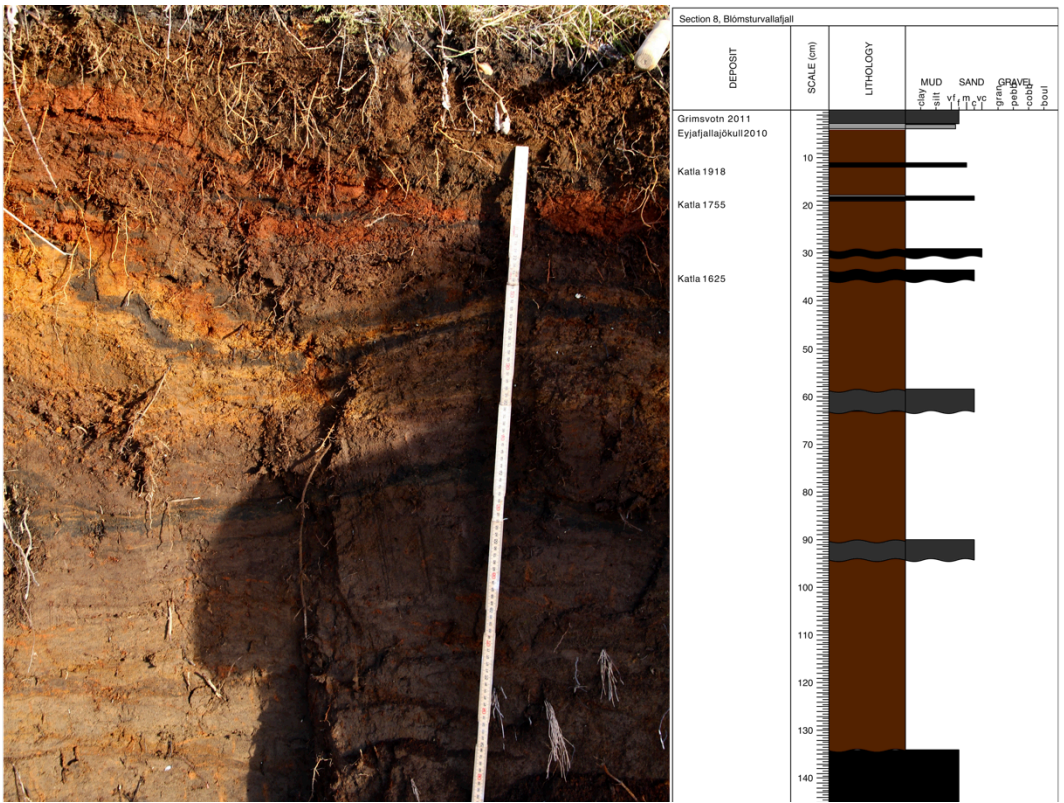 Section 8, Blómsturvallafjall
DEPOSIT
SCALE (cm)
LITHOLOGY
MUD SAND GRAVEL
clay
silt
vf
f
m
c
vc
gran
pebb
cobb
boul
Grimsvotn 2011
Eyjafjallajökull2010
10
Katla 1918
Katla 1755
20
30
Katla 1625
40
50
60
70
80
90
100
110
120
130
140